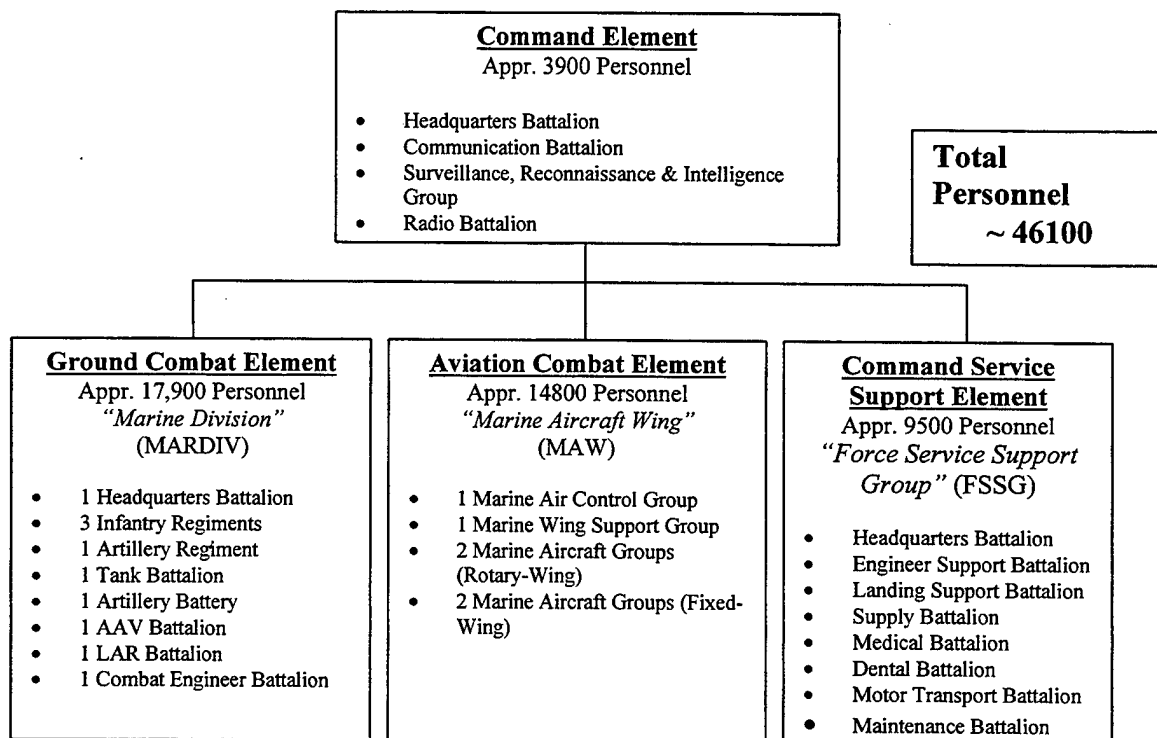 Command Element
Appr. 3900 Personnel
• Headquarters Battalion
• Communication Battalion
• Surveillance, Reconnaissance & Intelligence
Group
• Radio Battalion
Total
Personnel
~ 46100
Ground Combat Element
Appr. 17,900 Personnel
"Marine Division"
(MARDIV)
• 1 Headquarters Battalion
• 3 Infantry Regiments
• 1 Artillery Regiment
• 1 Tank Battalion
• 1 Artillery Battery
• 1 AAV Battalion
• 1 LAR Battalion
• 1 Combat Engineer Battalion
Aviation Combat Element
Appr. 14800 Personnel
"Marine Aircraft Wing"
(MAW)
• 1 Marine Air Control Group
• 1 Marine Wing Support Group
• 2 Marine Aircraft Groups
(Rotary-Wing)
• 2 Marine Aircraft Groups (Fixed-
Wing)
Command Service
Support Element
Appr. 9500 Personnel
"Force Service Support
Group" (FSSG)
• Headquarters Battalion
• Engineer Support Battalion
• Landing Support Battalion
• Supply Battalion
• Medical Battalion
• Dental Battalion
• Motor Transport Battalion
• Maintenance Battalion